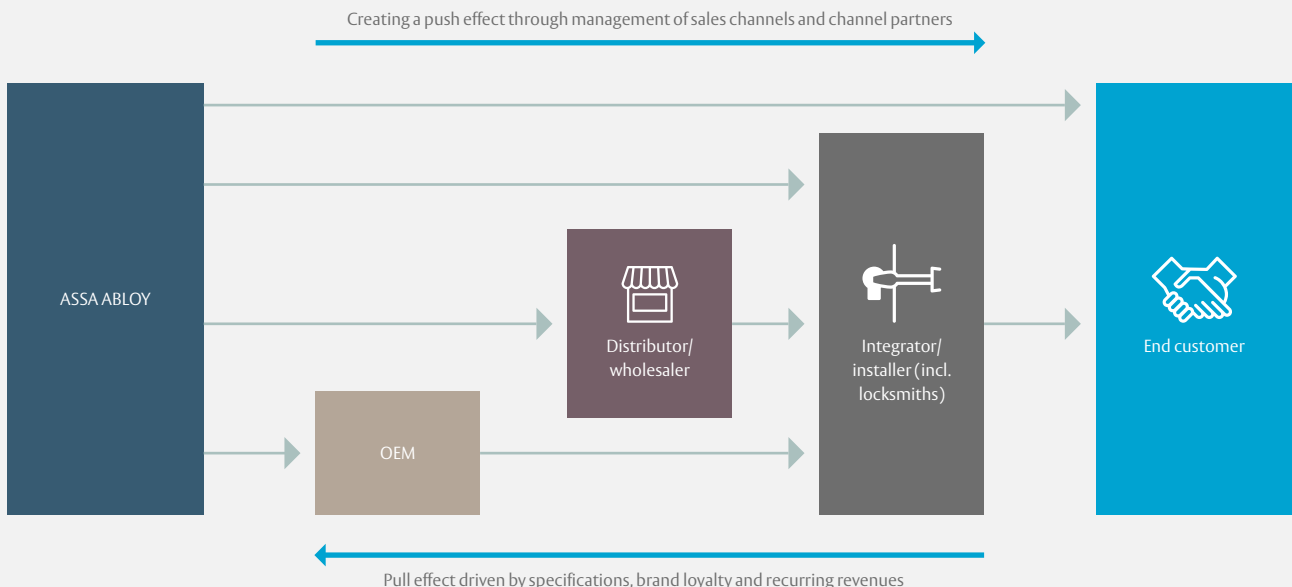 Creating a push effect through management of sales channels and channel partners
ASSA ABLOY
OEM
Distributor/
wholesaler
Integrator/
installer (incl.
locksmiths)
End customer
Pull effect driven by specifications, brand loyalty and recurring revenues